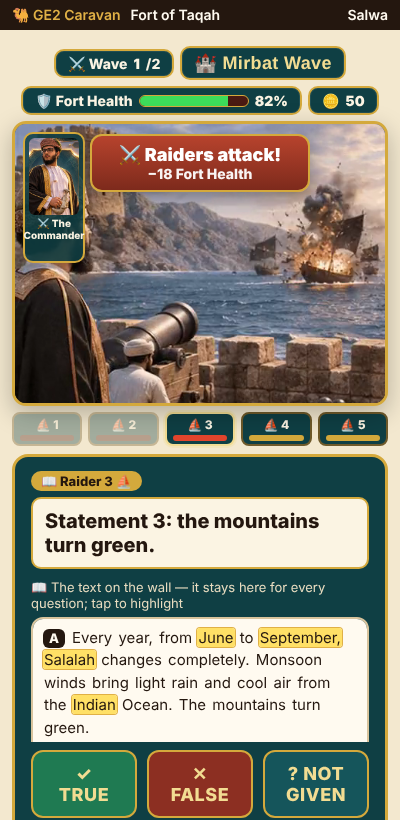 🐫 GE2 Caravan Fort of Taqah Salwa
⚔️ Wave 1 /2 🏰 Mirbat Wave
🛡️ Fort Health 82% 🪙 50
⚔️ Raiders attack!
−18 Fort Health
⚔️ The
Commander
⛵ 1 ⛵ 2 ⛵ 3 ⛵ 4 ⛵ 5
📖 Raider 3 ⛵
Statement 3: the mountains
turn green.
📖 The text on the wall — it stays here for every
question; tap to highlight
A Every year, from June to September,
Salalah changes completely. Monsoon
winds bring light rain and cool air from
the Indian Ocean. The mountains turn
green.
✓ ✕ ? NOT
TRUE FALSE GIVEN